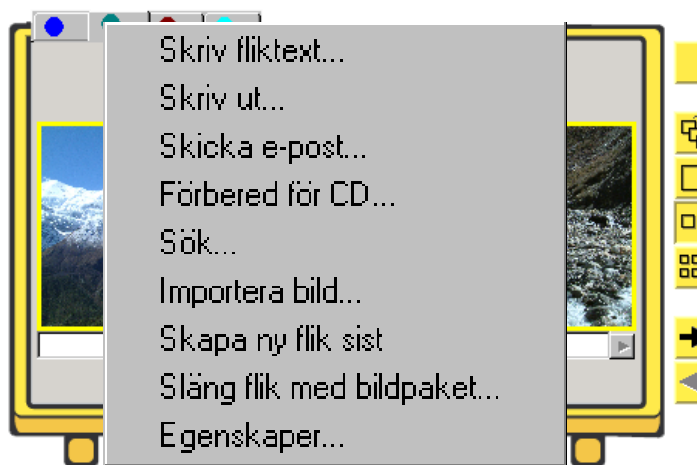 Skriv fliktext...
Skriv ut...
Skicka e-post...
Förbered för CD...
Sök...
Importera bild...
Skapa ny flik sist
Släng flik med bildpaket...
Egenskaper...